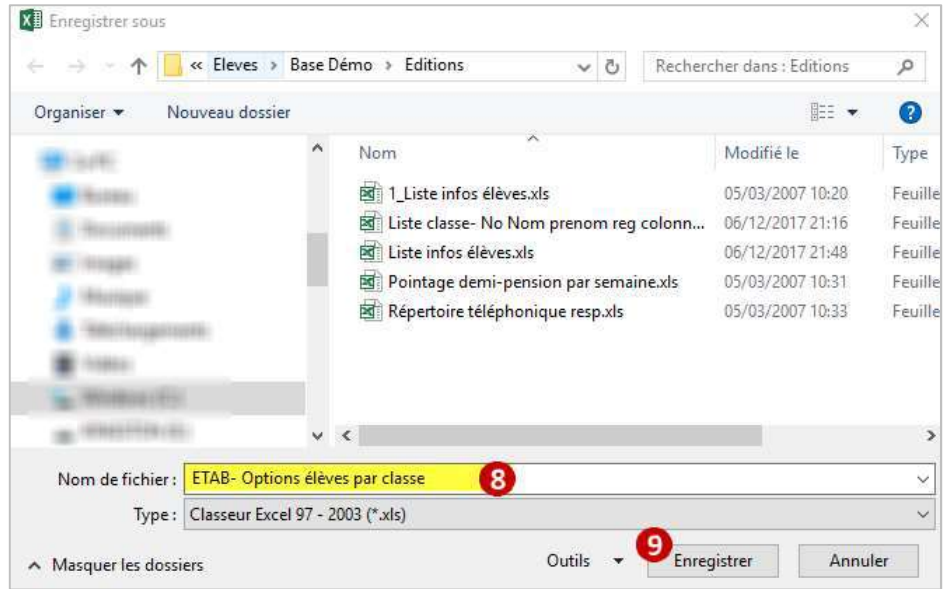 Enregistrer sous
« Eleves > Base Démo > Editions
Rechercher dans : Editions
Organiser Nouveau dossier
Nom Modifié le Type
1_Liste infos élèves.xls 05/03/2007 10:20 Feuille
Liste classe- No Nom prenom reg colonn... 06/12/2017 21:16 Feuille
Liste infos élèves.xls 06/12/2017 21:48 Feuille
Pointage demi-pension par semaine.xls 05/03/2007 10:31 Feuille
Répertoire téléphonique resp.xls 05/03/2007 10:33 Feuille
Nom de fichier : ETAB- Options élèves par classe 8
Type : Classeur Excel 97 - 2003 (*.xls)
9
Masquer les dossiers Outils Enregistrer Annuler